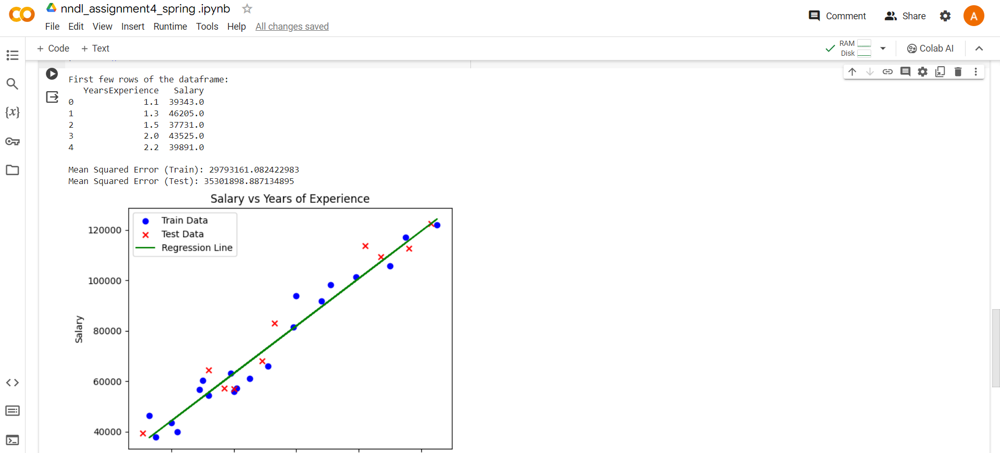 nndl_assignment4_spring .ipynb
File Edit View Insert Runtime Tools Help All changes saved
Comment Share A
+ Code + Text
RAM
Disk
Colab AI
First few rows of the dataframe:
YearsExperience Salary
0 1.1 39343.0
1 1.3 46205.0
2 1.5 37731.0
3 2.0 43525.0
4 2.2 39891.0
Mean Squared Error (Train): 29793161.082422983
Mean Squared Error (Test): 35301898.887134895
Salary vs Years of Experience
Train Data
Test Data
Regression Line
120000
100000
80000
60000
40000
Salary
{x}